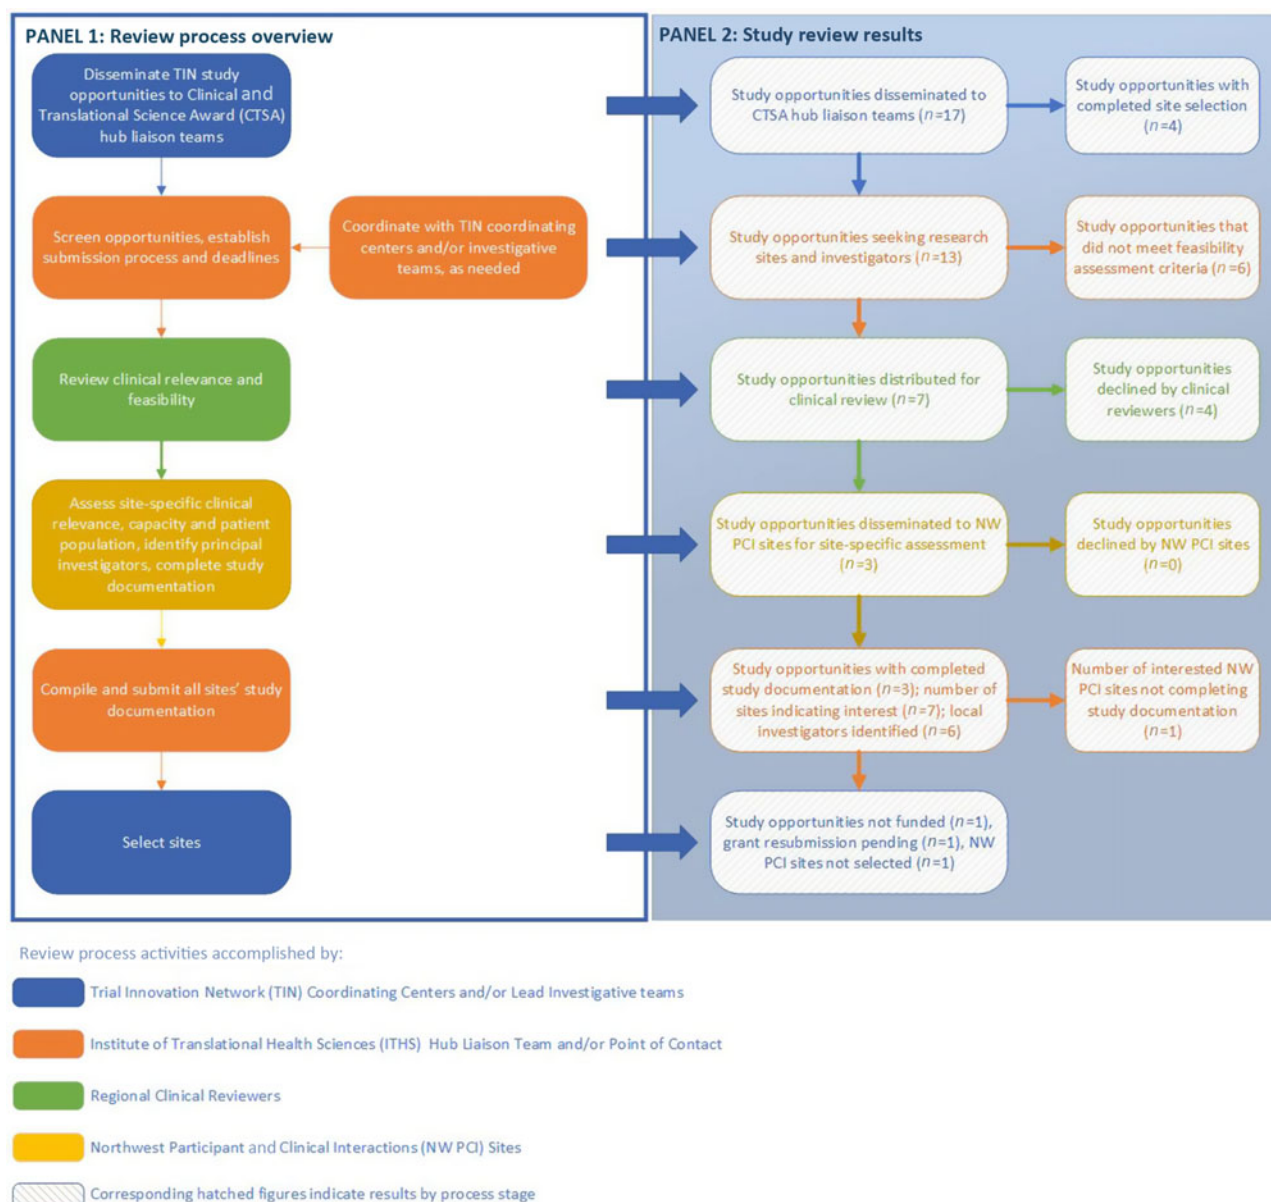 PANEL 1: Review process overview
Disseminate TIN study
opportunities to Clinical and
Translational Science Award (CTSA)
hub liaison teams
Screen opportunities, establish
submission process and deadlines
Coordinate with TIN coordinating
centers and/or investigative
teams, as needed
Review clinical relevance and
feasibility
Assess site-specific clinical
relevance, capacity and patient
population, identify principal
investigators, complete study
documentation
Compile and submit all sites' study
documentation
Select sites
PANEL 2: Study review results
Study opportunities disseminated to
CTSA hub liaison teams (n=17)
Study opportunities with
completed site selection
(n=4)
Study opportunities seeking research
sites and investigators (n=13)
Study opportunities that
did not meet feasibility
assessment criteria (n=6)
Study opportunities distributed for
clinical review (n=7)
Study opportunities
declined by clinical
reviewers (n=4)
Study opportunities disseminated to NW
PCI sites for site-specific assessment
(n=3)
Study opportunities
declined by NW PCI sites
(n=0)
Study opportunities with completed
study documentation (n=3); number of
sites indicating interest (n=7); local
investigators identified (n=6)
Number of interested NW
PCI sites not completing
study documentation
(n=1)
Study opportunities not funded (n=1),
grant resubmission pending (n=1), NW
PCI sites not selected (n=1)
Review process activities accomplished by:
Trial Innovation Network (TIN) Coordinating Centers and/or Lead Investigative teams
Institute of Translational Health Sciences (ITHS) Hub Liaison Team and/or Point of Contact
Regional Clinical Reviewers
Northwest Participant and Clinical Interactions (NW PCI) Sites
Corresponding hatched figures indicate results by process stage